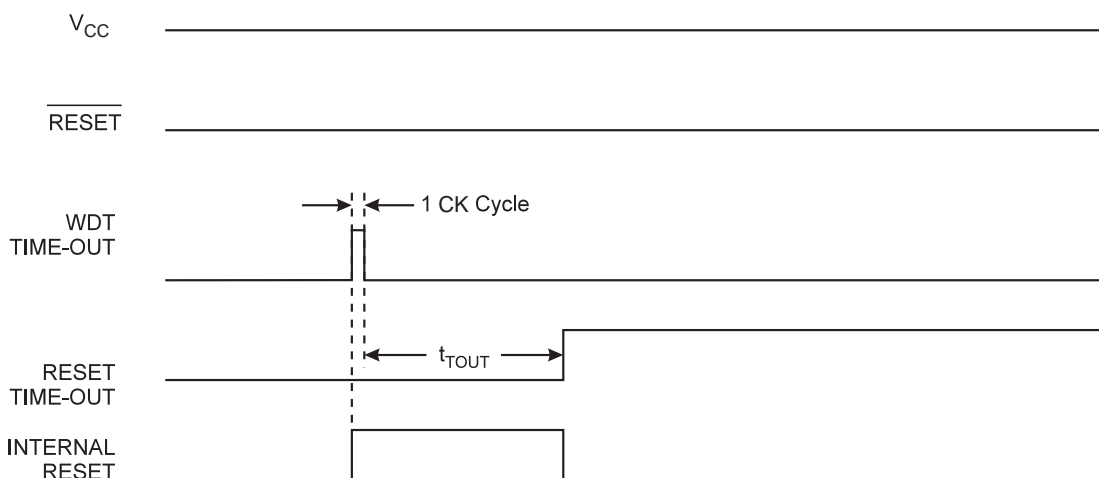 VCC
RESET
1 CK Cycle
WDT
TIME-OUT
tTOUT
RESET
TIME-OUT
INTERNAL
RESET